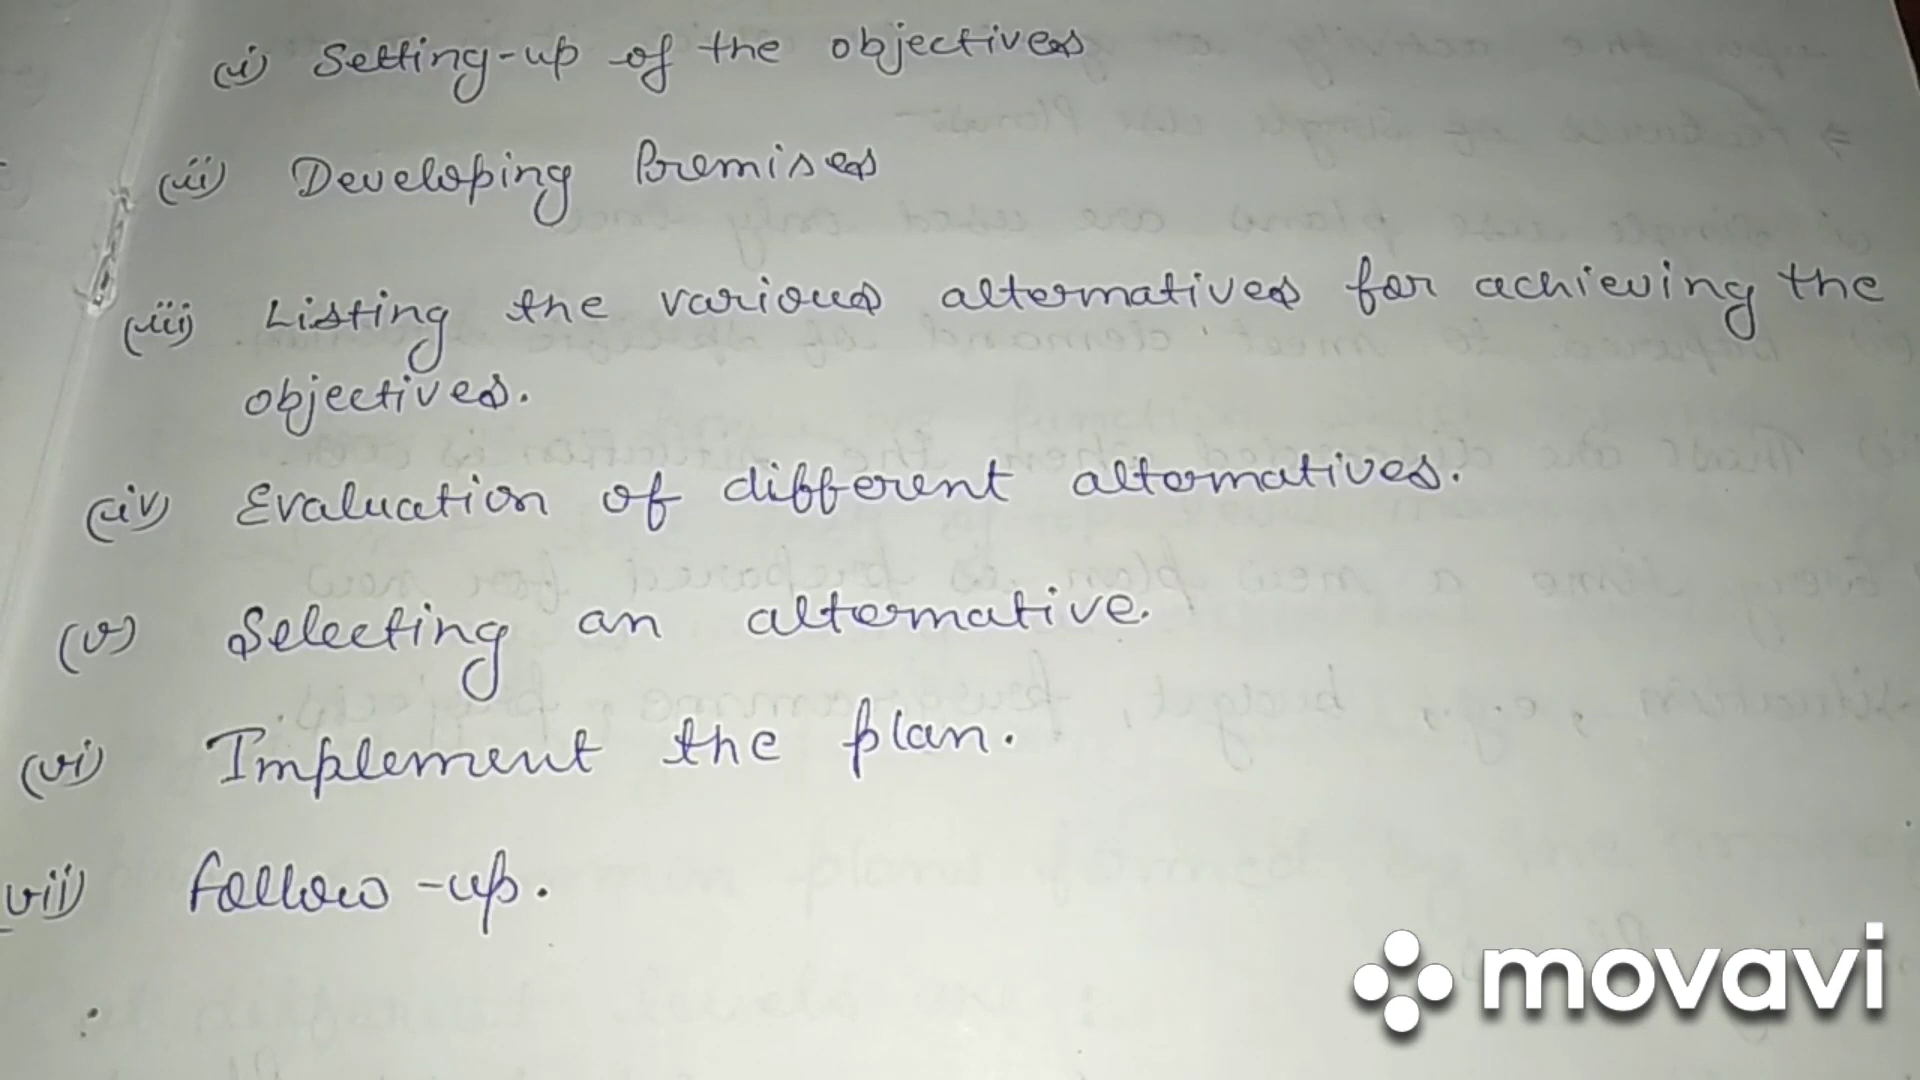 (i) Setting-up of the objectives
(ii) Developing Premises
(iii) Listing the various alternatives for achieving the
objectives.
(iv) Evaluation of different alternatives.
(v) Selecting an alternative.
(vi) Implement the plan.
vii) Follow-up.
movavi